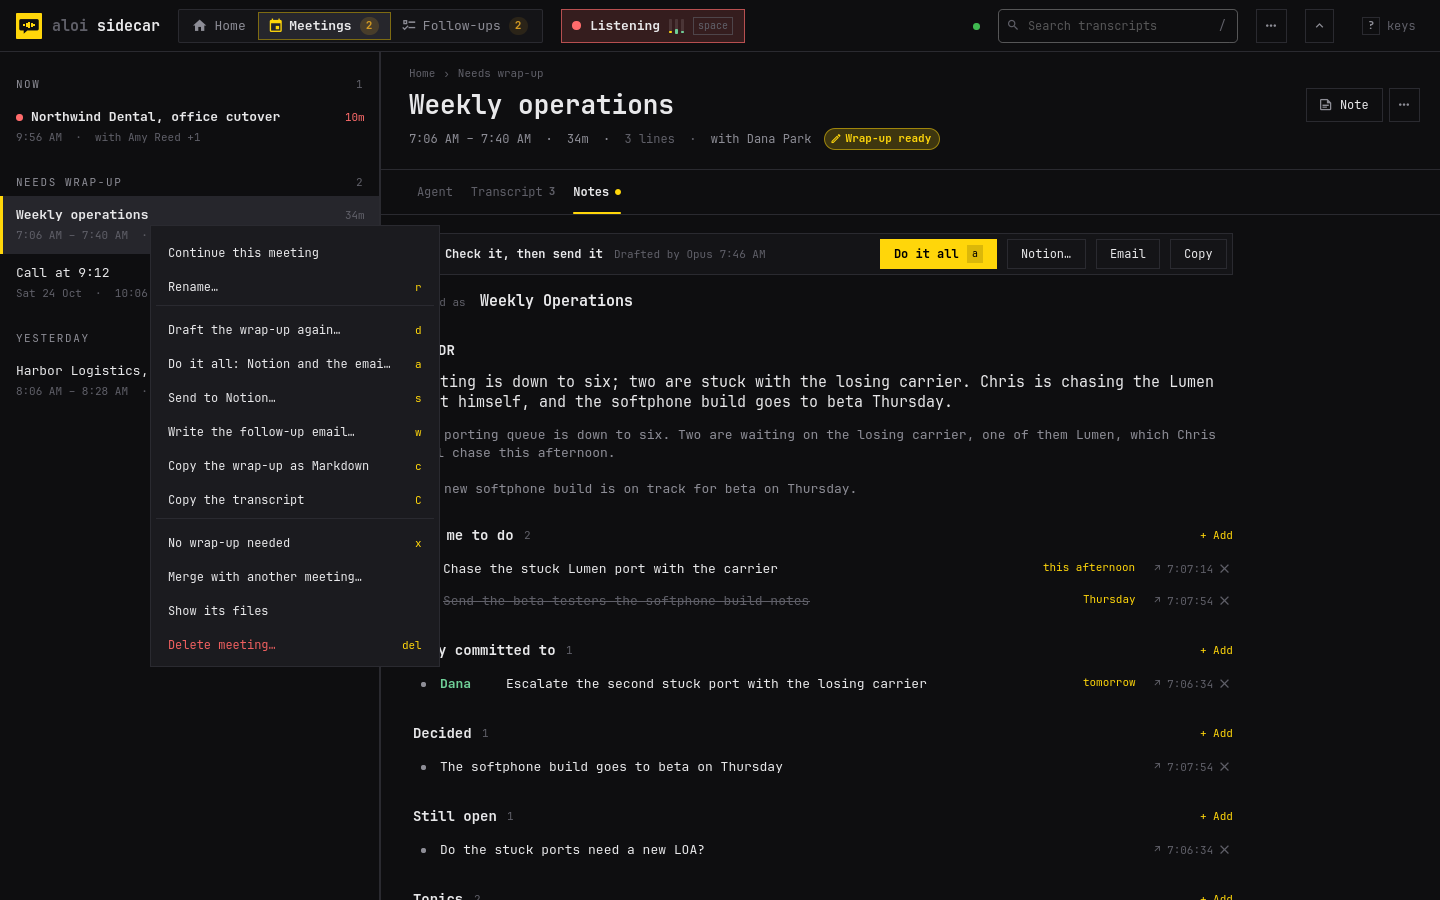 aloi sidecar
Home
Meetings 2
Follow-ups 2
Listening space
Search transcripts /
? keys
NOW 1
Northwind Dental, office cutover 10m
9:56 AM · with Amy Reed +1
NEEDS WRAP-UP 2
Weekly operations 34m
7:06 AM – 7:40 AM ·
Call at 9:12
Sat 24 Oct · 10:06
YESTERDAY
Harbor Logistics,
8:06 AM – 8:28 AM ·
Continue this meeting
Rename… r
Draft the wrap-up again… d
Do it all: Notion and the emai… a
Send to Notion… s
Write the follow-up email… w
Copy the wrap-up as Markdown c
Copy the transcript C
No wrap-up needed x
Merge with another meeting…
Show its files
Delete meeting… del
Home › Needs wrap-up
Weekly operations
Note
7:06 AM – 7:40 AM · 34m · 3 lines · with Dana Park
Wrap-up ready
Agent Transcript 3 Notes
Check it, then send it Drafted by Opus 7:46 AM
Do it all a
Notion…
Email
Copy
as Weekly Operations
DR
ting is down to six; two are stuck with the losing carrier. Chris is chasing the Lumen
t himself, and the softphone build goes to beta Thursday.
porting queue is down to six. Two are waiting on the losing carrier, one of them Lumen, which Chris
chase this afternoon.
new softphone build is on track for beta on Thursday.
me to do 2 + Add
Chase the stuck Lumen port with the carrier this afternoon 7:07:14
Send the beta testers the softphone build notes Thursday 7:07:54
y committed to 1 + Add
Dana Escalate the second stuck port with the losing carrier tomorrow 7:06:34
Decided 1 + Add
The softphone build goes to beta on Thursday 7:07:54
Still open 1 + Add
Do the stuck ports need a new LOA? 7:06:34
Topics 2 + Add